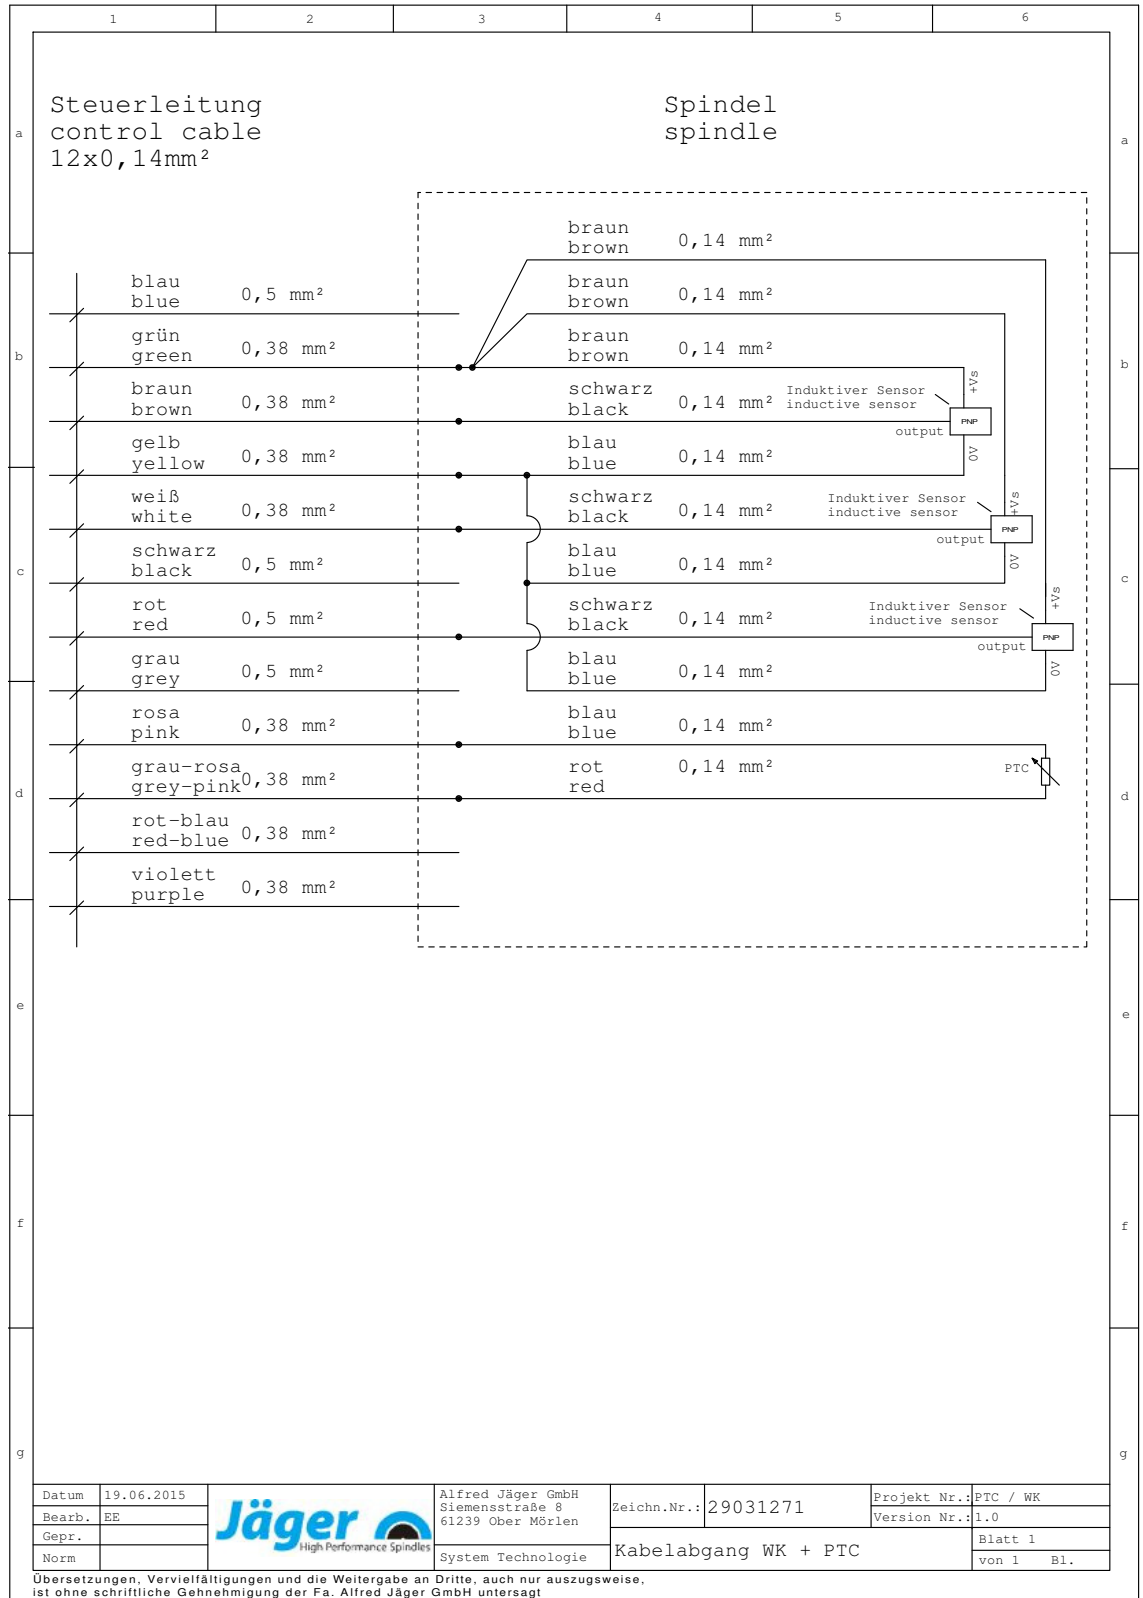 1 2 3 4 5 6
Steuerleitung
control cable
12x0,14mm²
Spindel
spindle
a a
braun
brown 0,14 mm²
blau
blue 0,5 mm²
braun
brown 0,14 mm²
grün
green 0,38 mm²
braun
brown 0,14 mm²
b b
+Vs
braun
brown 0,38 mm²
schwarz
black 0,14 mm²
Induktiver Sensor
inductive sensor
PNP
output
0V
gelb
yellow 0,38 mm²
blau
blue 0,14 mm²
weiß
white 0,38 mm²
schwarz
black 0,14 mm²
Induktiver Sensor
inductive sensor
+Vs
PNP
output
0V
schwarz
black 0,5 mm²
blau
blue 0,14 mm²
c c
rot
red 0,5 mm²
schwarz
black 0,14 mm²
Induktiver Sensor
inductive sensor
+Vs
PNP
output
0V
grau
grey 0,5 mm²
blau
blue 0,14 mm²
rosa
pink 0,38 mm²
blau
blue 0,14 mm²
grau-rosa
grey-pink 0,38 mm²
rot
red 0,14 mm²
PTC
d d
rot-blau
red-blue 0,38 mm²
violett
purple 0,38 mm²
e e
f f
g g
Datum 19.06.2015
Bearb. EE
Gepr.
Norm
Jäger
High Performance Spindles
Alfred Jäger GmbH
Siemensstraße 8
61239 Ober Mörlen
System Technologie
Zeichn.Nr.: 29031271
Kabelabgang WK + PTC
Projekt Nr.: PTC / WK
Version Nr.: 1.0
Blatt 1
von 1 Bl.
Übersetzungen, Vervielfältigungen und die Weitergabe an Dritte, auch nur auszugsweise,
ist ohne schriftliche Gehnehmigung der Fa. Alfred Jäger GmbH untersagt